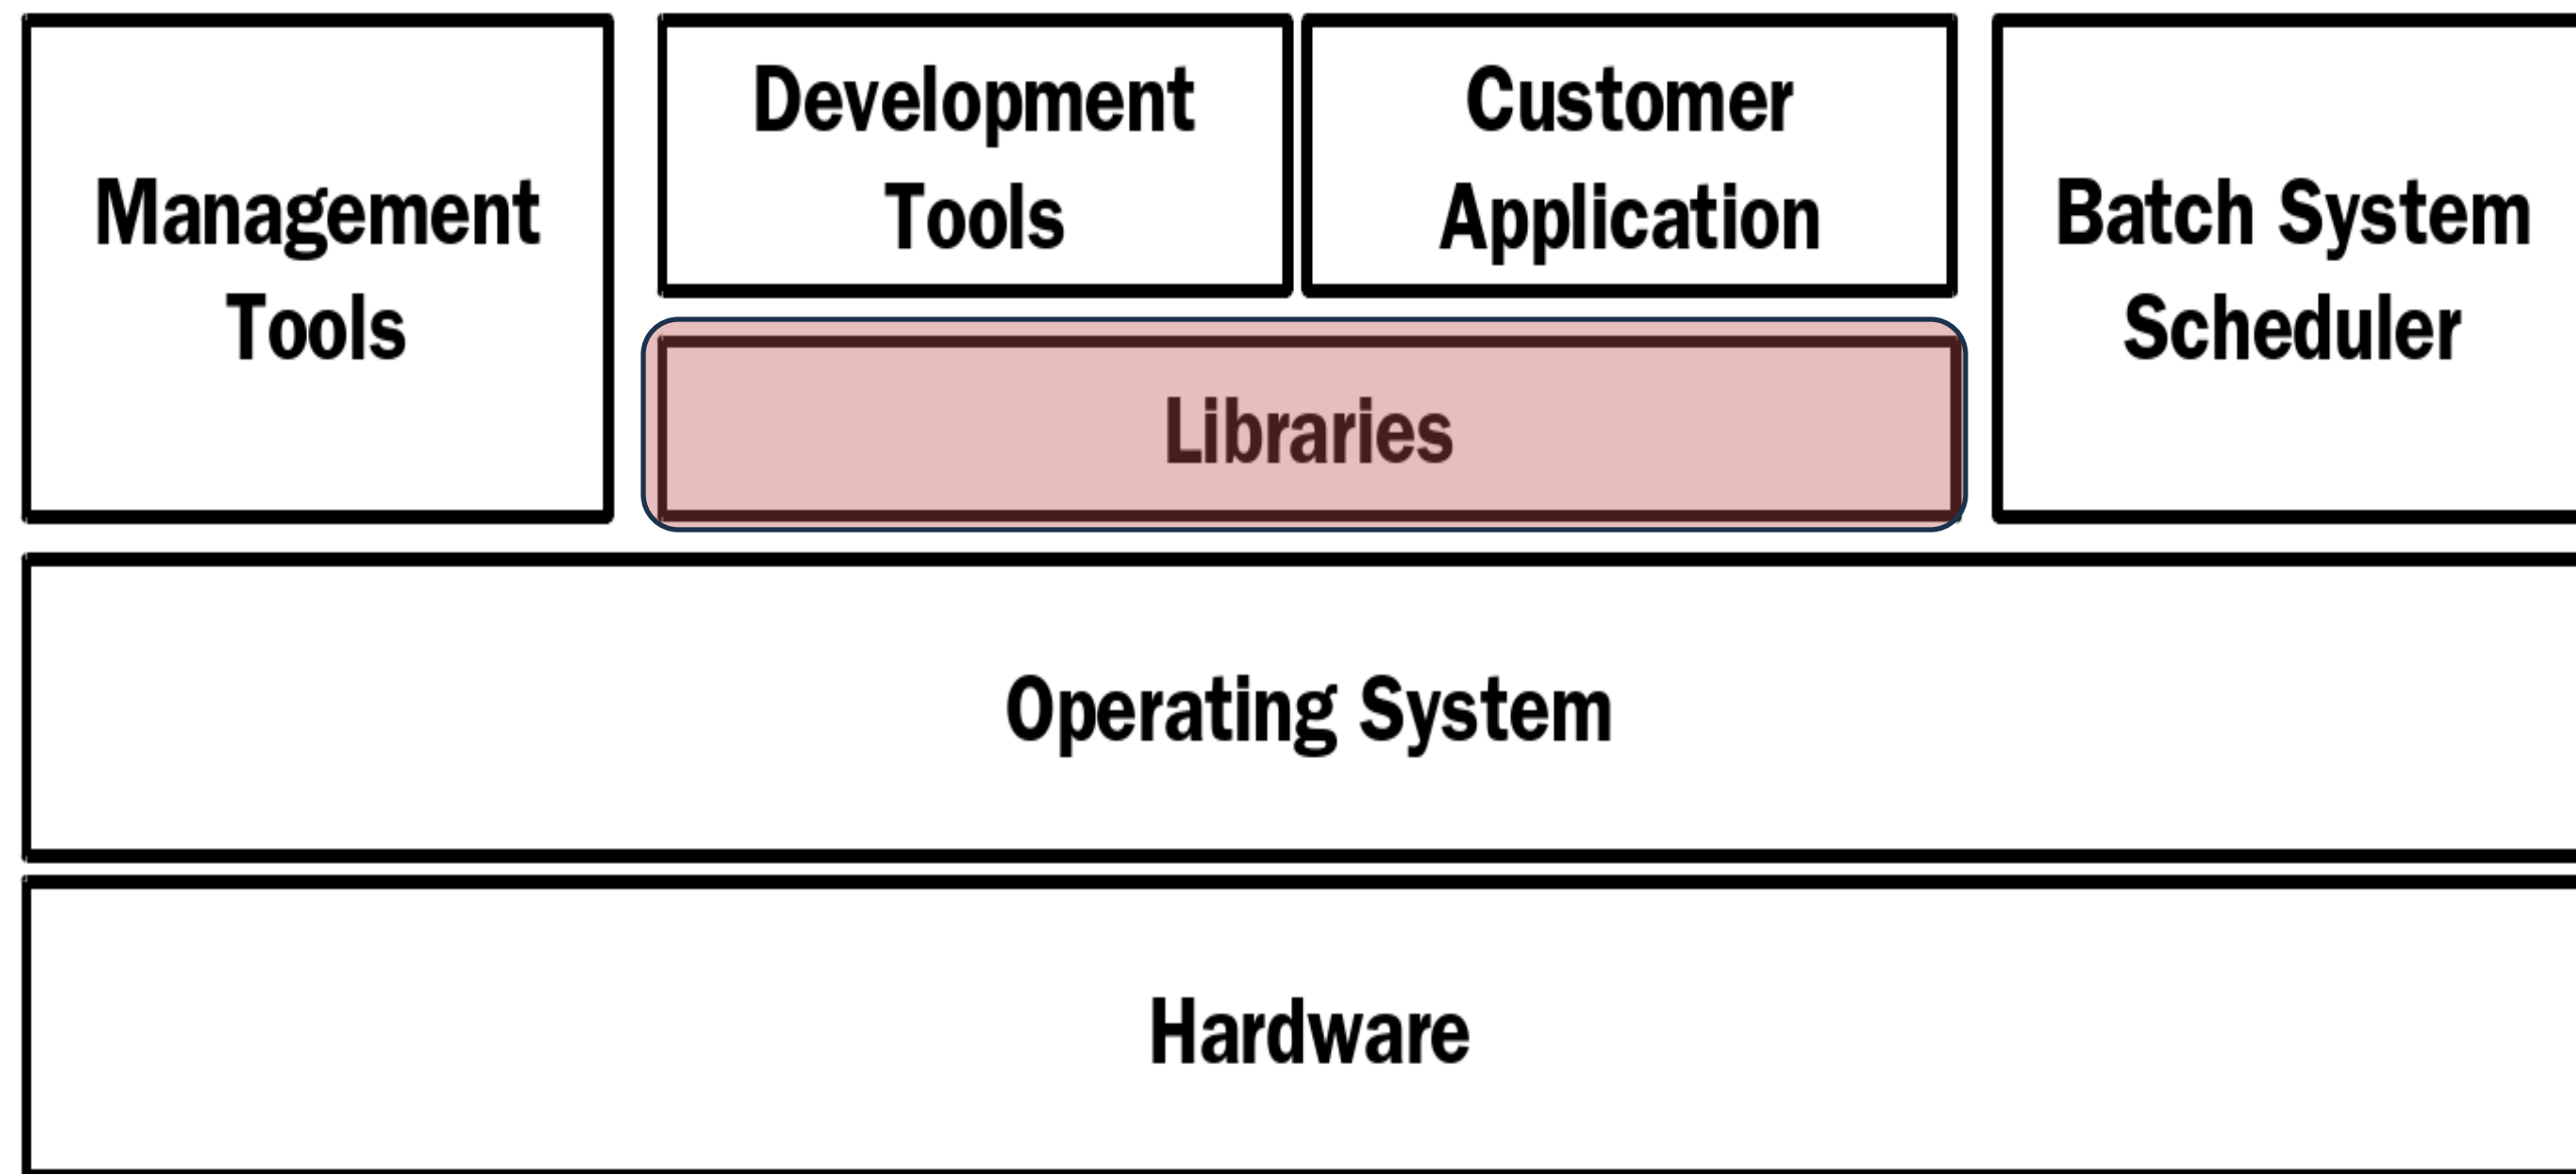 Management
Tools
Development
Tools
Customer
Application
Batch System
Scheduler
Libraries
Operating System
Hardware